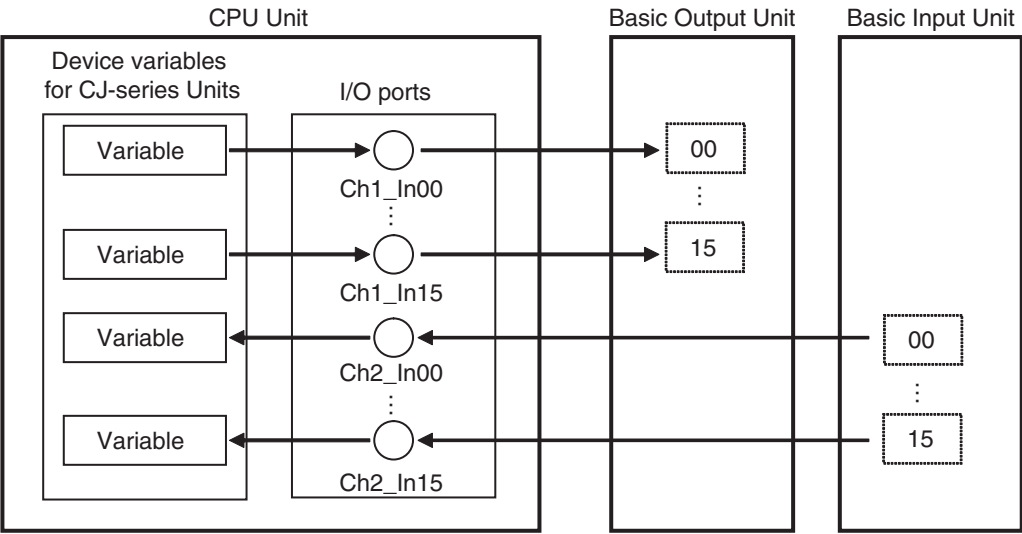 CPU Unit
Basic Output Unit
Basic Input Unit
Device variables
for CJ-series Units
I/O ports
Variable
Ch1_In00
00
Variable
Ch1_In15
15
Variable
Ch2_In00
00
Variable
Ch2_In15
15